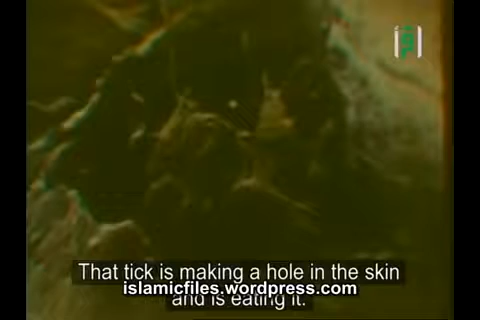 That tick is making a hole in the skin
islamicfiles.wordpress.com
and is eating it.